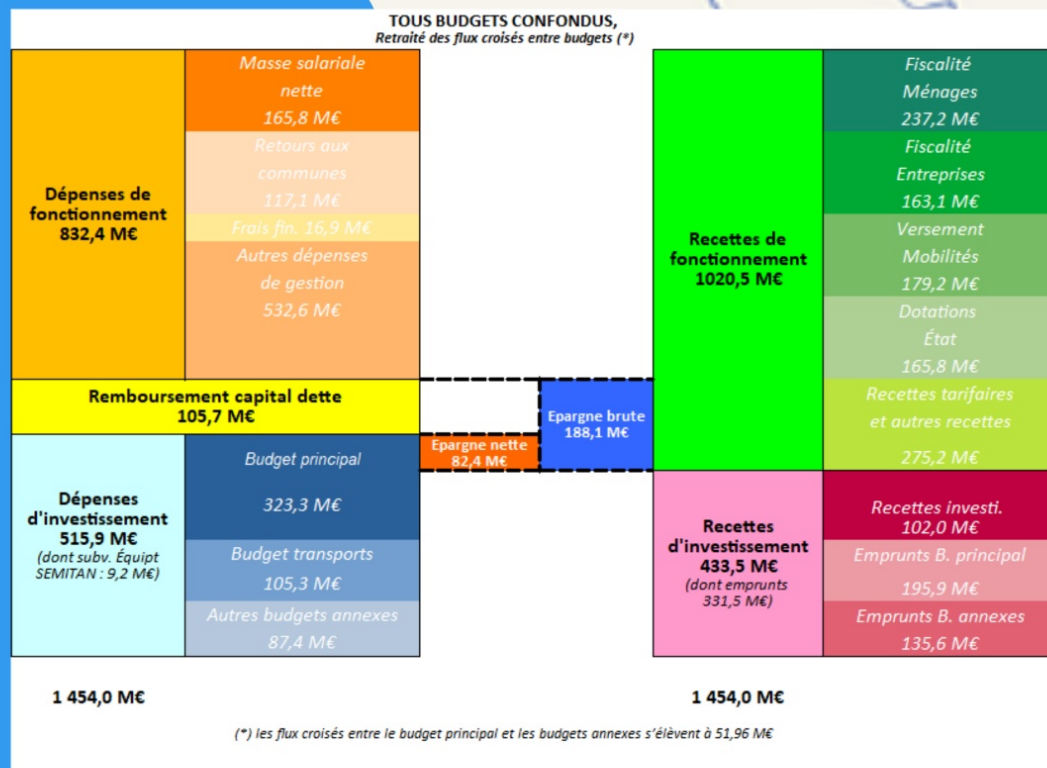 TOUS BUDGETS CONFONDUS,
Retraité des flux croisés entre budgets (*)
Dépenses de
fonctionnement
832,4 M€
Masse salariale
nette
165,8 M€
Retours aux
communes
117,1 M€
Frais fin. 16,9 M€
Autres dépenses
de gestion
532,6 M€
Remboursement capital dette
105,7 M€
Dépenses
d'investissement
515,9 M€
(dont subv. Équipt
SEMITAN : 9,2 M€)
Budget principal
323,3 M€
Budget transports
105,3 M€
Autres budgets annexes
87,4 M€
Epargne nette
82,4 M€
Epargne brute
188,1 M€
Recettes de
fonctionnement
1020,5 M€
Fiscalité
Ménages
237,2 M€
Fiscalité
Entreprises
163,1 M€
Versement
Mobilités
179,2 M€
Dotations
État
165,8 M€
Recettes tarifaires
et autres recettes
275,2 M€
Recettes
d'investissement
433,5 M€
(dont emprunts
331,5 M€)
Recettes investi.
102,0 M€
Emprunts B. principal
195,9 M€
Emprunts B. annexes
135,6 M€
1 454,0 M€
1 454,0 M€
(*) les flux croisés entre le budget principal et les budgets annexes s'élèvent à 51,96 M€